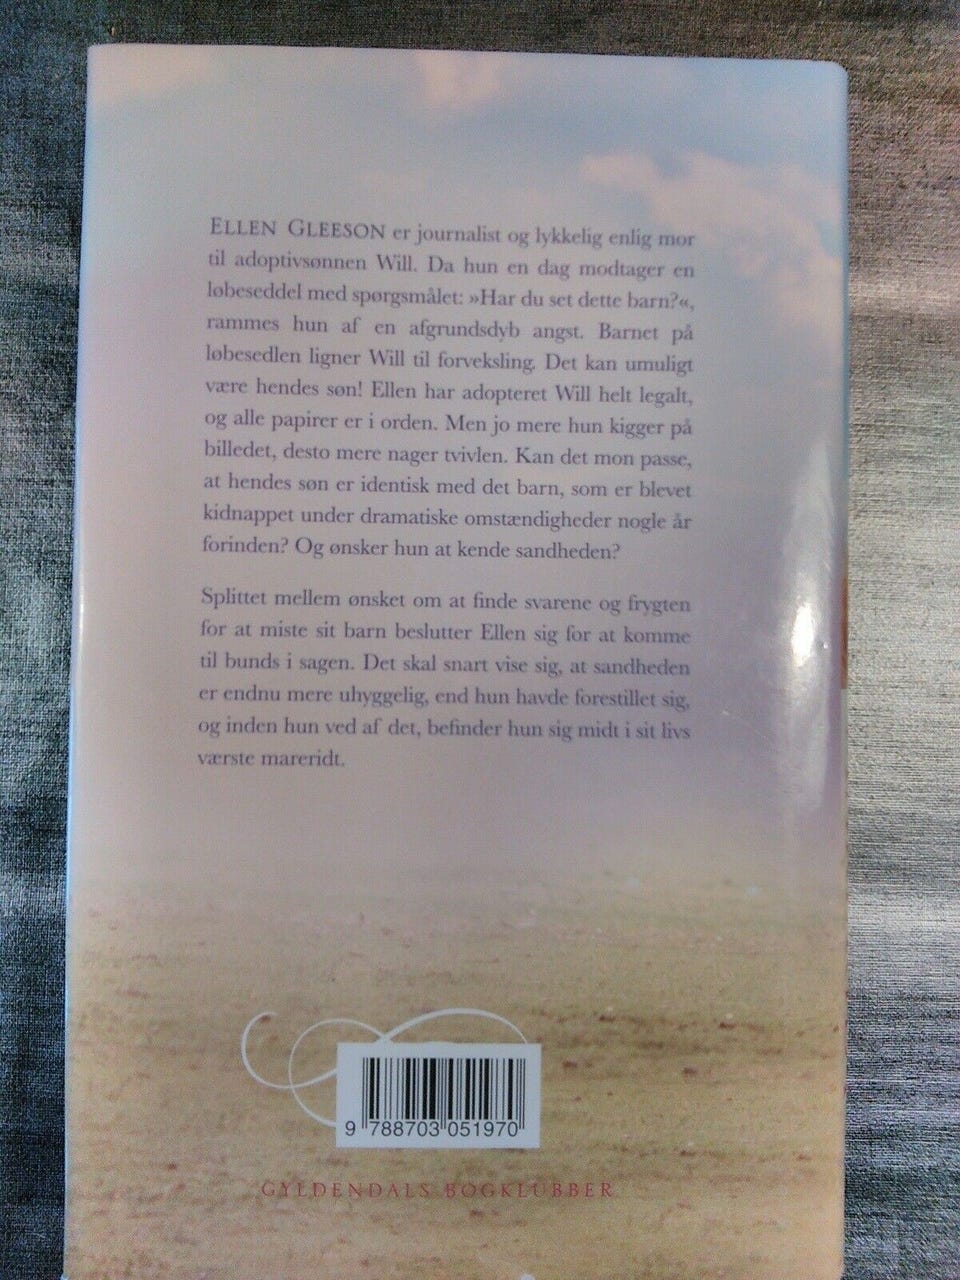 ELLEN GLEESON er journalist og lykkelig enlig mor
til adoptivsønnen Will. Da hun en dag modtager en
løbeseddel med spørgsmålet: »Har du set dette barn?«,
rammes hun af en afgrundsdyb angst. Barnet på
løbesedlen ligner Will til forveksling. Det kan umuligt
være hendes søn! Ellen har adopteret Will helt legalt,
og alle papirer er i orden. Men jo mere hun kigger på
billedet, desto mere nager tvivlen. Kan det mon passe,
at hendes søn er identisk med det barn, som er blevet
kidnappet under dramatiske omstændigheder nogle år
forinden? Og ønsker hun at kende sandheden?
Splittet mellem ønsket om at finde svarene og frygten
for at miste sit barn beslutter Ellen sig for at komme
til bunds i sagen. Det skal snart vise sig, at sandheden
er endnu mere uhyggelig, end hun havde forestillet sig,
og inden hun ved af det, befinder hun sig midt i sit livs
værste mareridt.
9 788703 051970
GYLDENDALS BOGKLUBBER